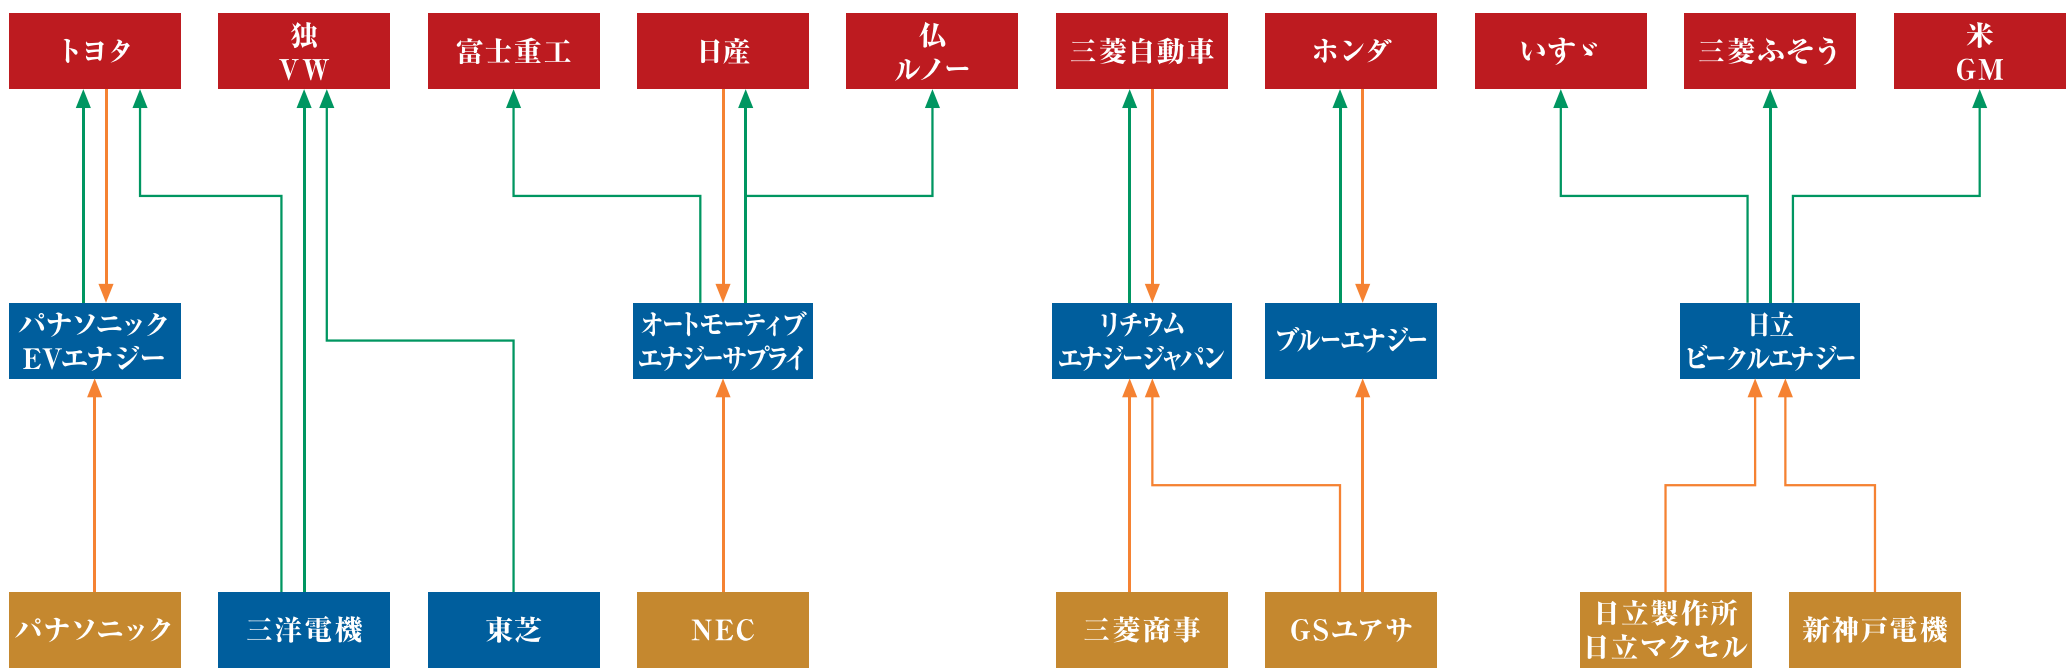 トヨタ
独
VW
富士重工
日産
仏
ルノー
三菱自動車
ホンダ
いすゞ
三菱ふそう
米
GM
パナソニック
EVエナジー
オートモーティブ
エナジーサプライ
リチウム
エナジージャパン
ブルーエナジー
日立
ビークルエナジー
パナソニック
三洋電機
東芝
NEC
三菱商事
GSユアサ
日立製作所
日立マクセル
新神戸電機